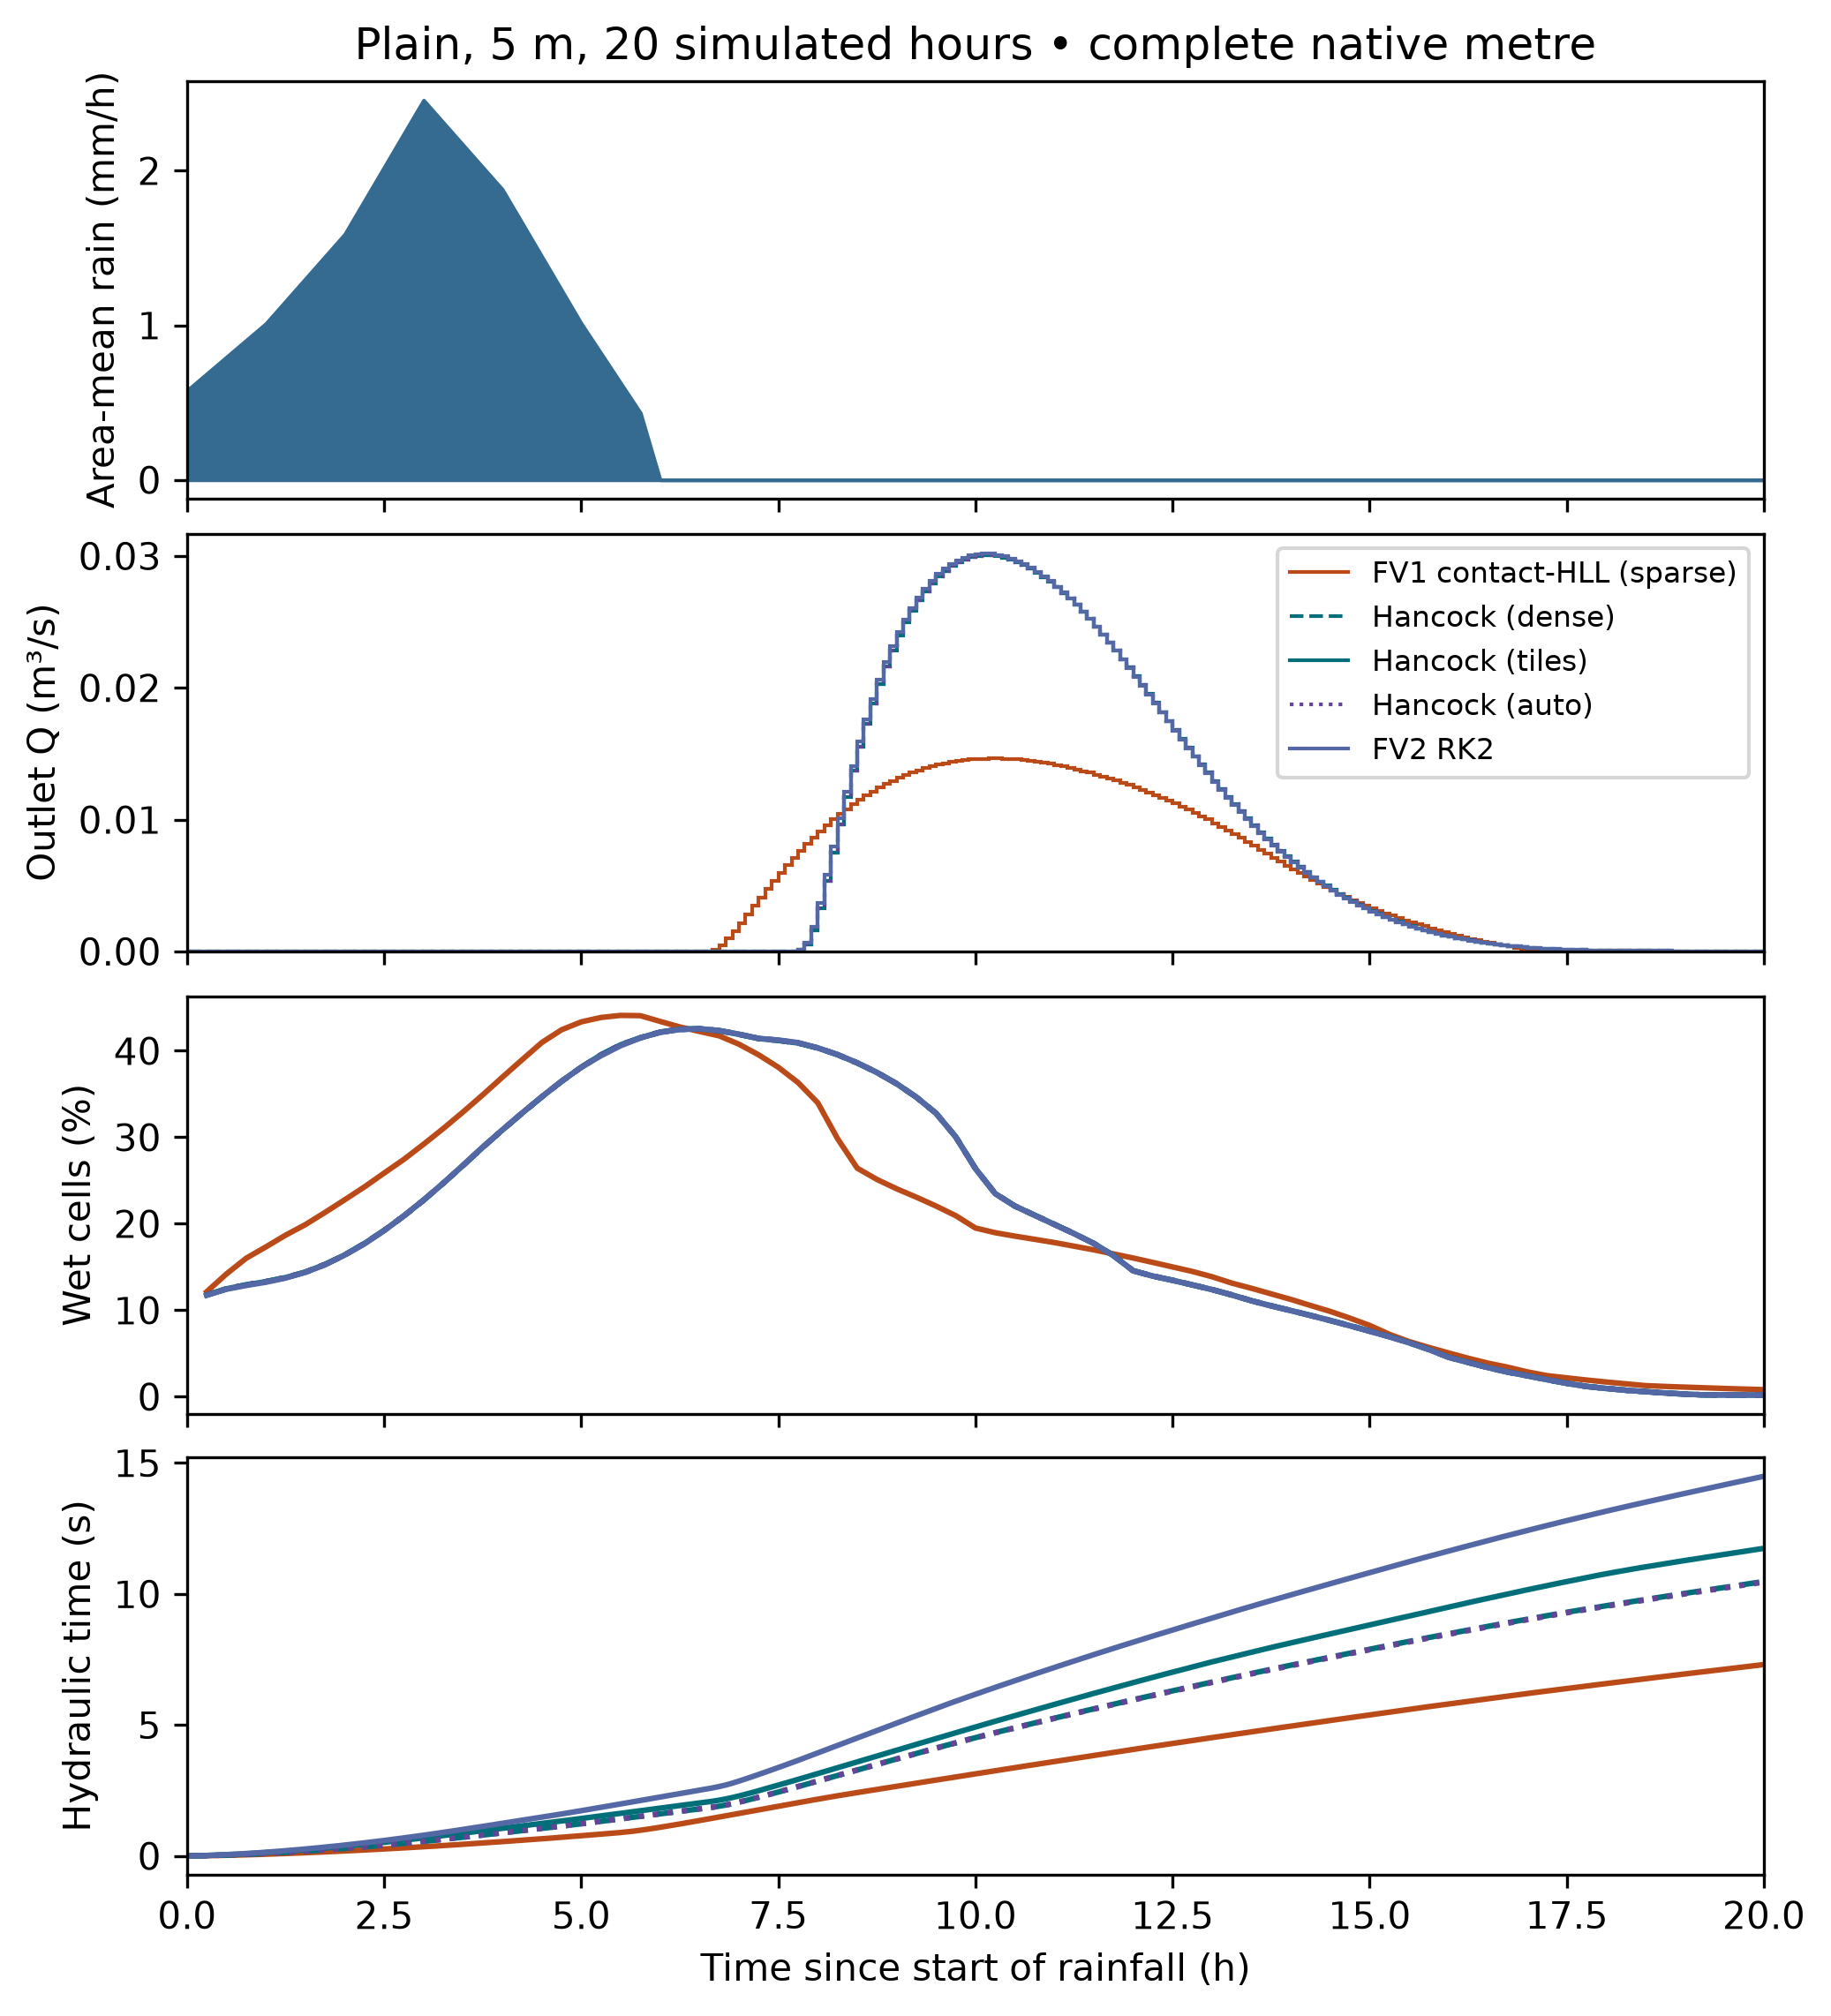 Plain, 5 m, 20 simulated hours • complete native metre
Area-mean rain (mm/h)
2
1
0
Outlet Q (m³/s)
0.03
0.02
0.01
0.00
FV1 contact-HLL (sparse)
Hancock (dense)
Hancock (tiles)
Hancock (auto)
FV2 RK2
Wet cells (%)
40
30
20
10
0
Hydraulic time (s)
15
10
5
0
0.0 2.5 5.0 7.5 10.0 12.5 15.0 17.5 20.0
Time since start of rainfall (h)